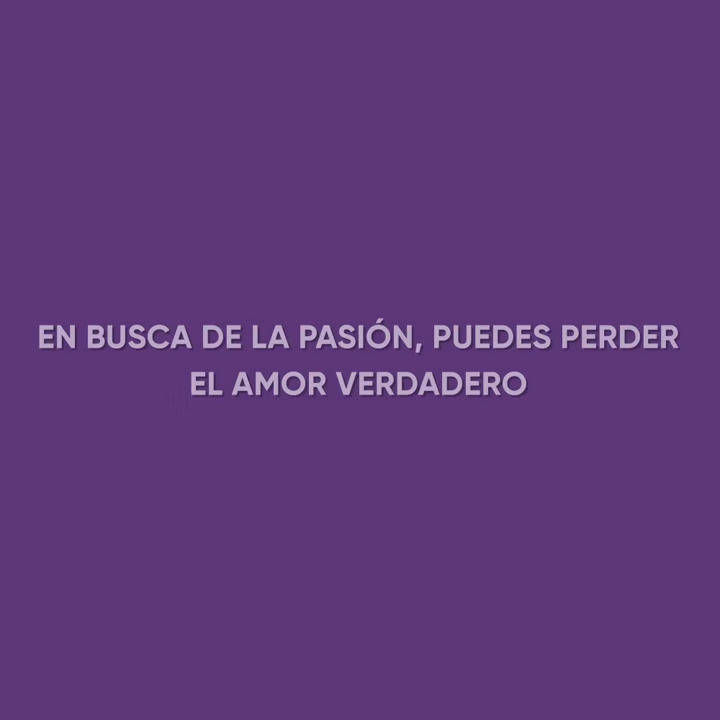 EN BUSCA DE LA PASIÓN, PUEDES PERDER
EL AMOR VERDADERO